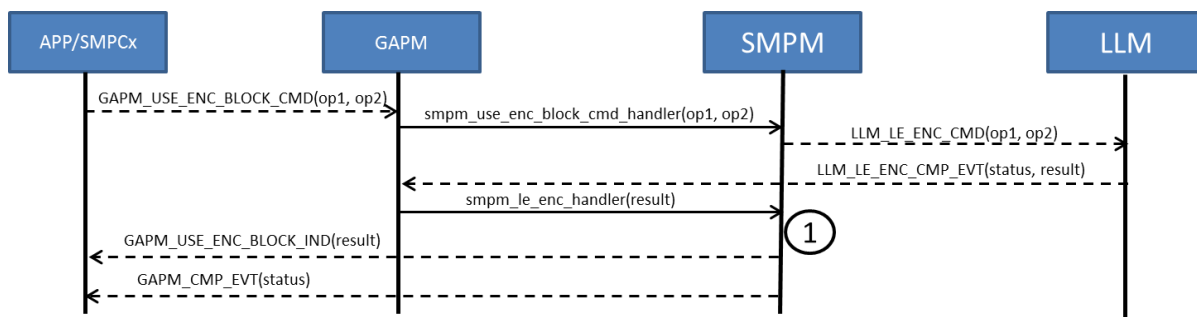 APP/SMPCx
GAPM
SMPM
LLM
GAPM_USE_ENC_BLOCK_CMD(op1, op2)
smpm_use_enc_block_cmd_handler(op1, op2)
LLM_LE_ENC_CMD(op1, op2)
LLM_LE_ENC_CMP_EVT(status, result)
smpm_le_enc_handler(result)
1
GAPM_USE_ENC_BLOCK_IND(result)
GAPM_CMP_EVT(status)